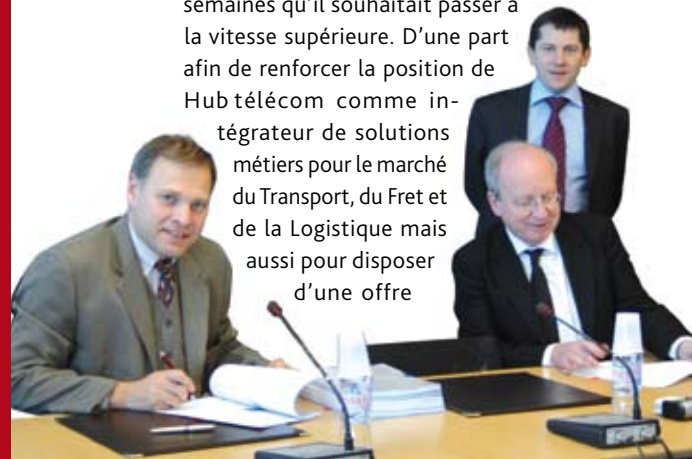 semaines qu'il souhaitait passer à
la vitesse supérieure. D'une part
afin de renforcer la position de
Hub télécom comme in-
tégrateur de solutions
métiers pour le marché
du Transport, du Fret et
de la Logistique mais
aussi pour disposer
d'une offre